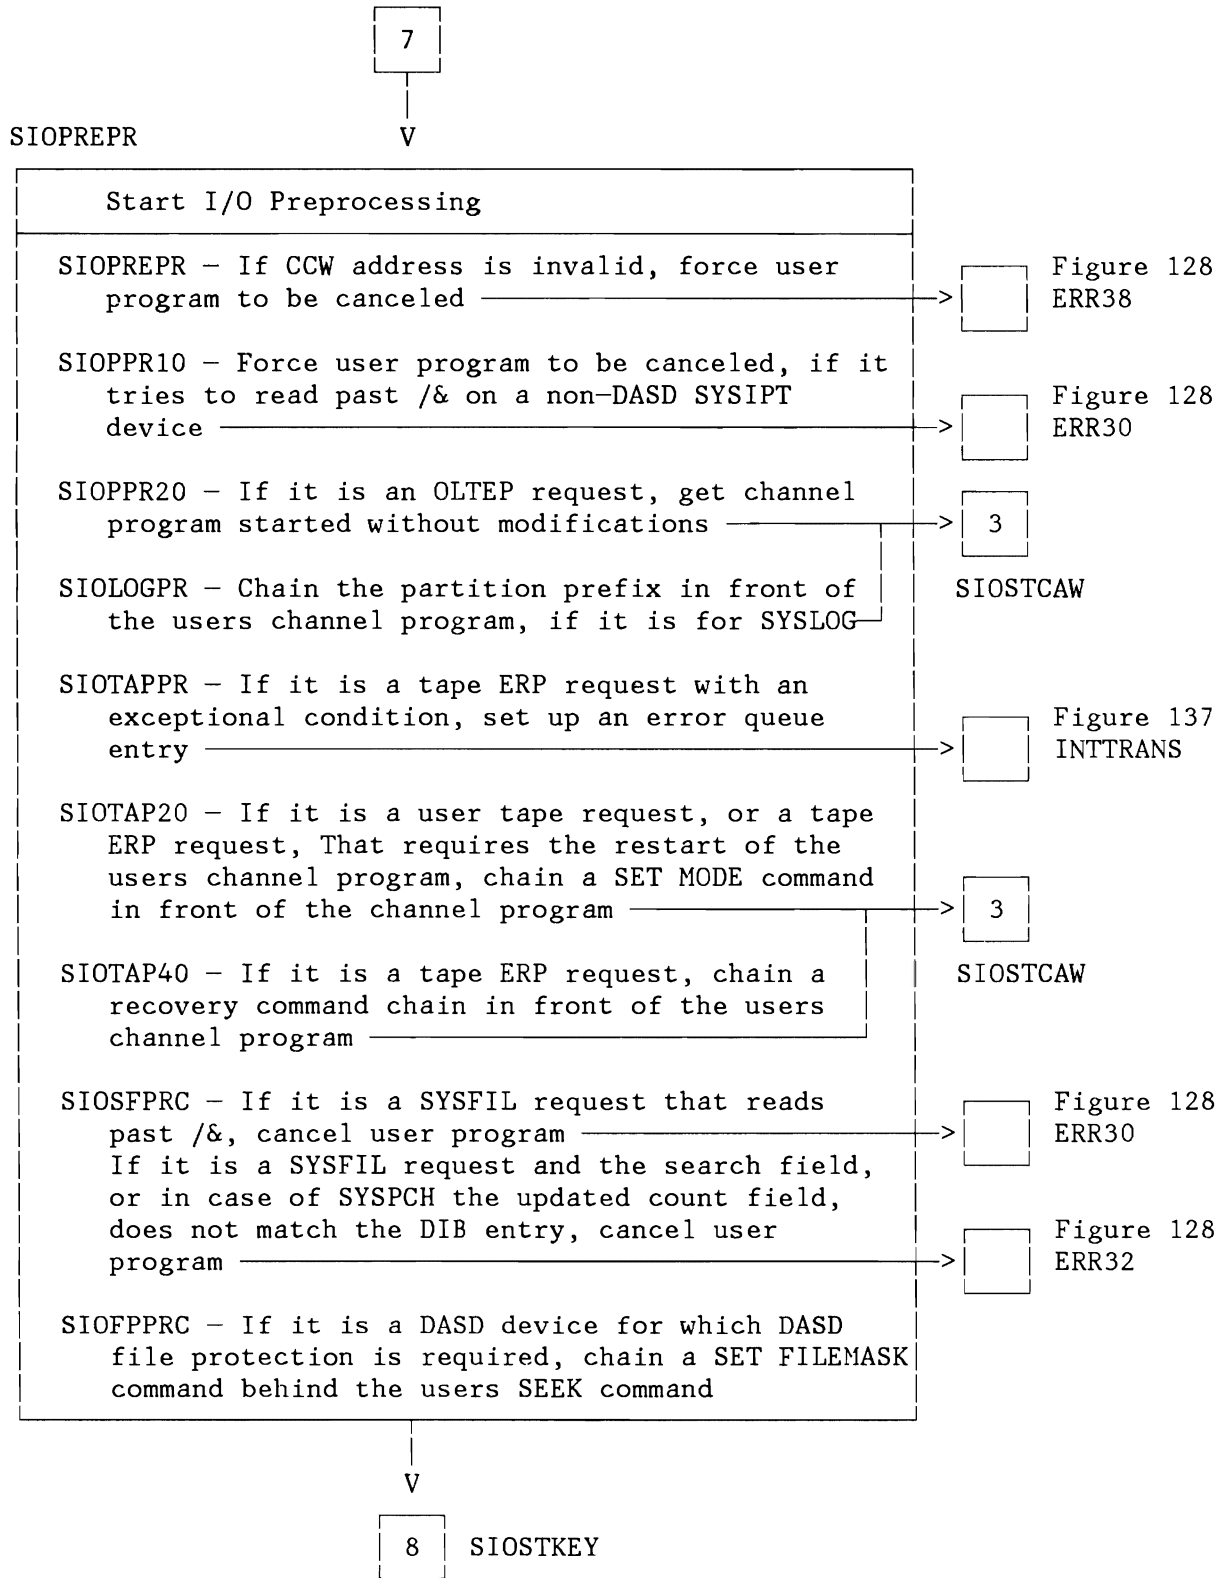 7
SIOPREPR V
Start I/O Preprocessing
SIOPREPR — If CCW address is invalid, force user
program to be canceled > Figure 128
ERR38
SIOPPR10 — Force user program to be canceled, if it
tries to read past /& on a non-DASD SYSIPT
device > Figure 128
ERR30
SIOPPR20 — If it is an OLTEP request, get channel
program started without modifications > 3
SIOSTCAW
SIOLOGPR — Chain the partition prefix in front of
the users channel program, if it is for SYSLOG
SIOTAPPR — If it is a tape ERP request with an
exceptional condition, set up an error queue
entry > Figure 137
INTTRANS
SIOTAP20 — If it is a user tape request, or a tape
ERP request, That requires the restart of the
users channel program, chain a SET MODE command
in front of the channel program > 3
SIOSTCAW
SIOTAP40 — If it is a tape ERP request, chain a
recovery command chain in front of the users
channel program
SIOSFPRC — If it is a SYSFIL request that reads
past /&, cancel user program > Figure 128
ERR30
If it is a SYSFIL request and the search field,
or in case of SYSPCH the updated count field,
does not match the DIB entry, cancel user
program > Figure 128
ERR32
SIOFPPRC — If it is a DASD device for which DASD
file protection is required, chain a SET FILEMASK
command behind the users SEEK command
V
8 SIOSTKEY